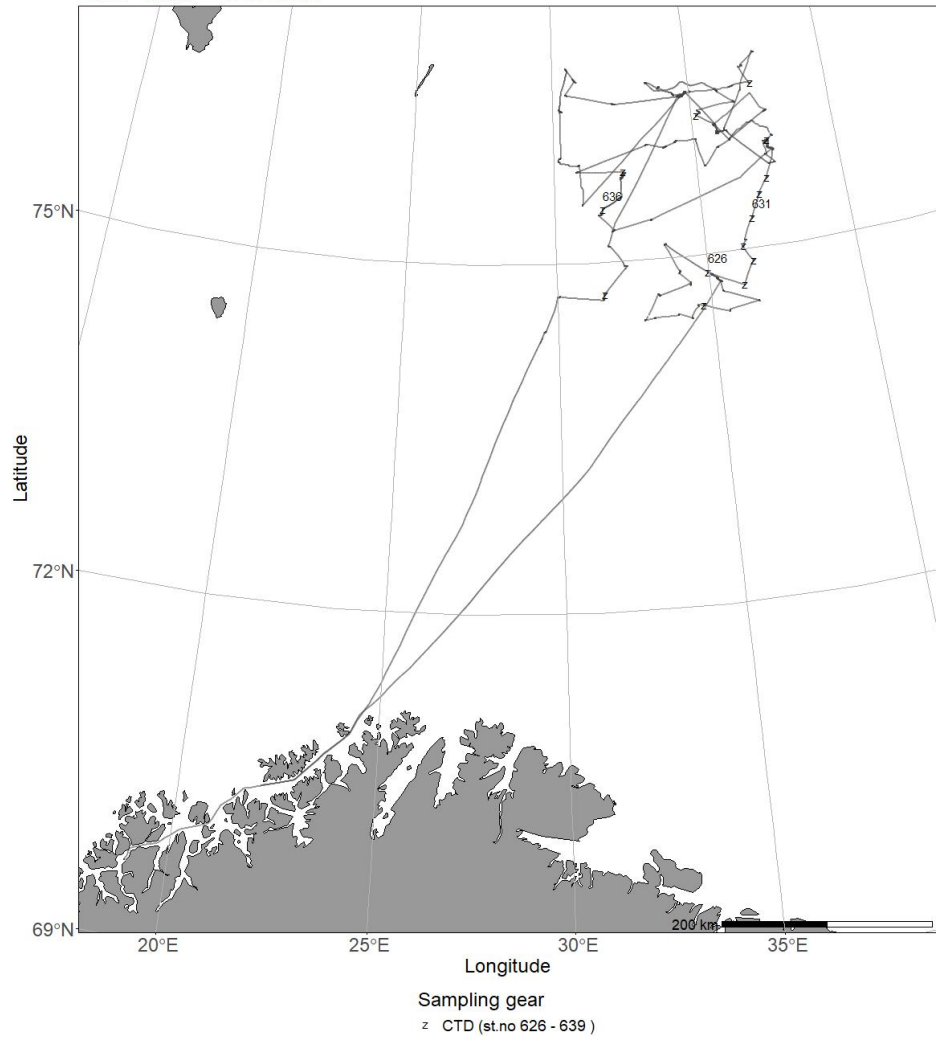 636
75°N
631
626
Latitude
72°N
69°N
200 km
20°E
25°E
30°E
35°E
Longitude
Sampling gear
z CTD (st.no 626 - 639 )